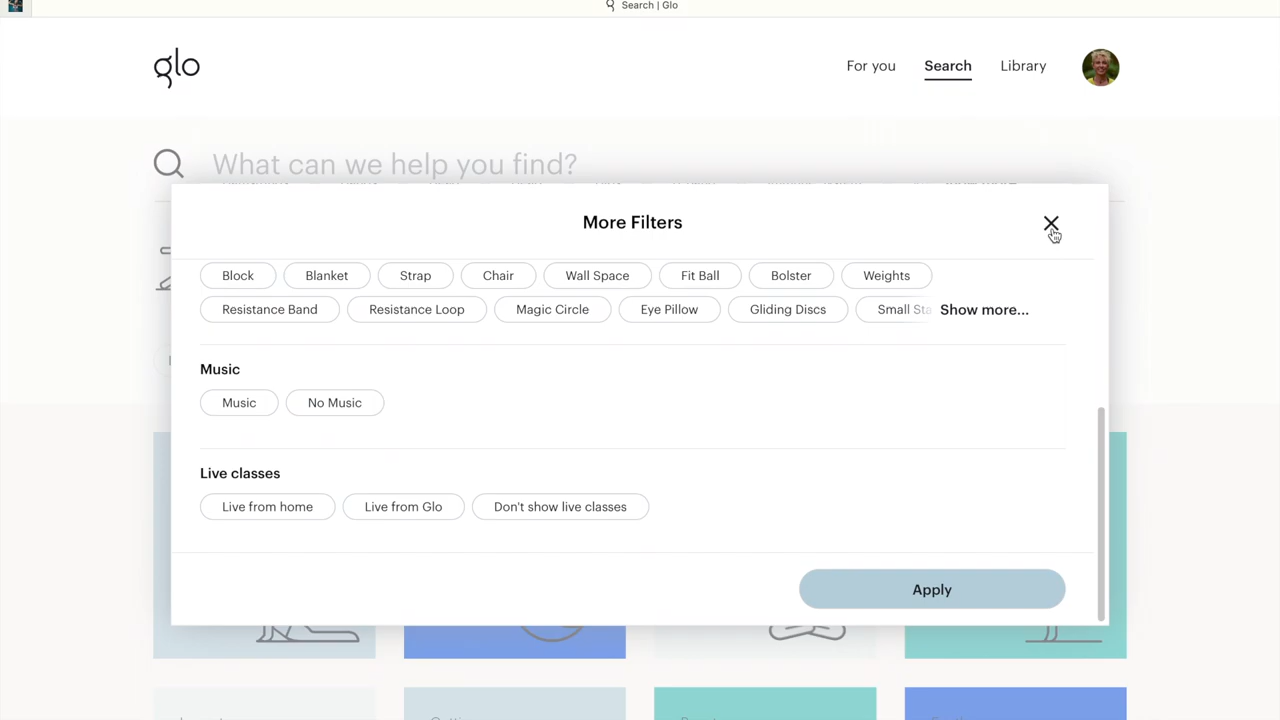 Search | Glo
glo
For you Search Library
What can we help you find?
More Filters
Block Blanket Strap Chair Wall Space Fit Ball Bolster Weights
Resistance Band Resistance Loop Magic Circle Eye Pillow Gliding Discs Small Sta Show more...
Music
Music No Music
Live classes
Live from home Live from Glo Don't show live classes
Apply